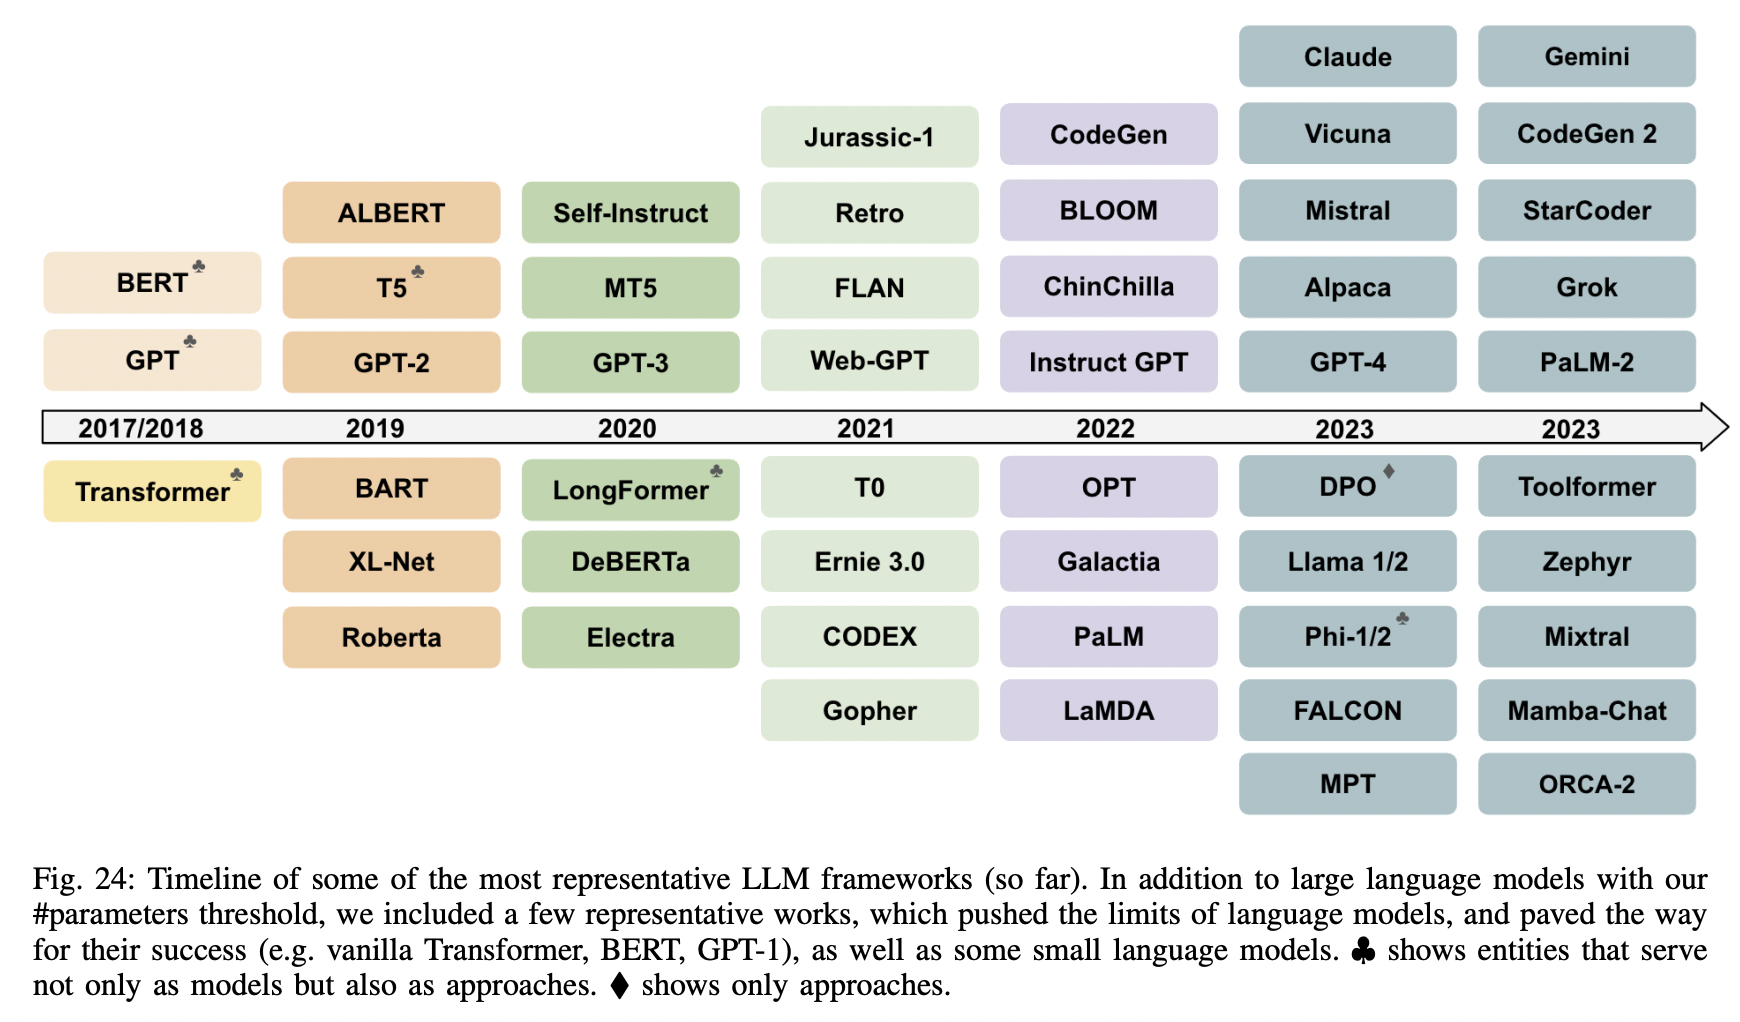 Claude Gemini
Jurassic-1 CodeGen Vicuna CodeGen 2
ALBERT Self-Instruct Retro BLOOM Mistral StarCoder
BERT♣ T5♣ MT5 FLAN ChinChilla Alpaca Grok
GPT♣ GPT-2 GPT-3 Web-GPT Instruct GPT GPT-4 PaLM-2
2017/2018 2019 2020 2021 2022 2023 2023
Transformer♣ BART LongFormer♣ T0 OPT DPO♦ Toolformer
XL-Net DeBERTa Ernie 3.0 Galactia Llama 1/2 Zephyr
Roberta Electra CODEX PaLM Phi-1/2♣ Mixtral
Gopher LaMDA FALCON Mamba-Chat
MPT ORCA-2
Fig. 24: Timeline of some of the most representative LLM frameworks (so far). In addition to large language models with our
#parameters threshold, we included a few representative works, which pushed the limits of language models, and paved the way
for their success (e.g. vanilla Transformer, BERT, GPT-1), as well as some small language models. ♣ shows entities that serve
not only as models but also as approaches. ♦ shows only approaches.